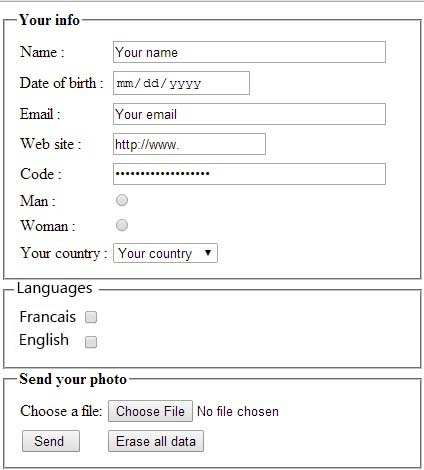 Your info
Name : Your name
Date of birth : mm/dd/yyyy
Email : Your email
Web site : http://www.
Code : •••••••••••••••••••
Man :
Woman :
Your country : Your country
Languages
Francais
English
Send your photo
Choose a file: Choose File No file chosen
Send Erase all data